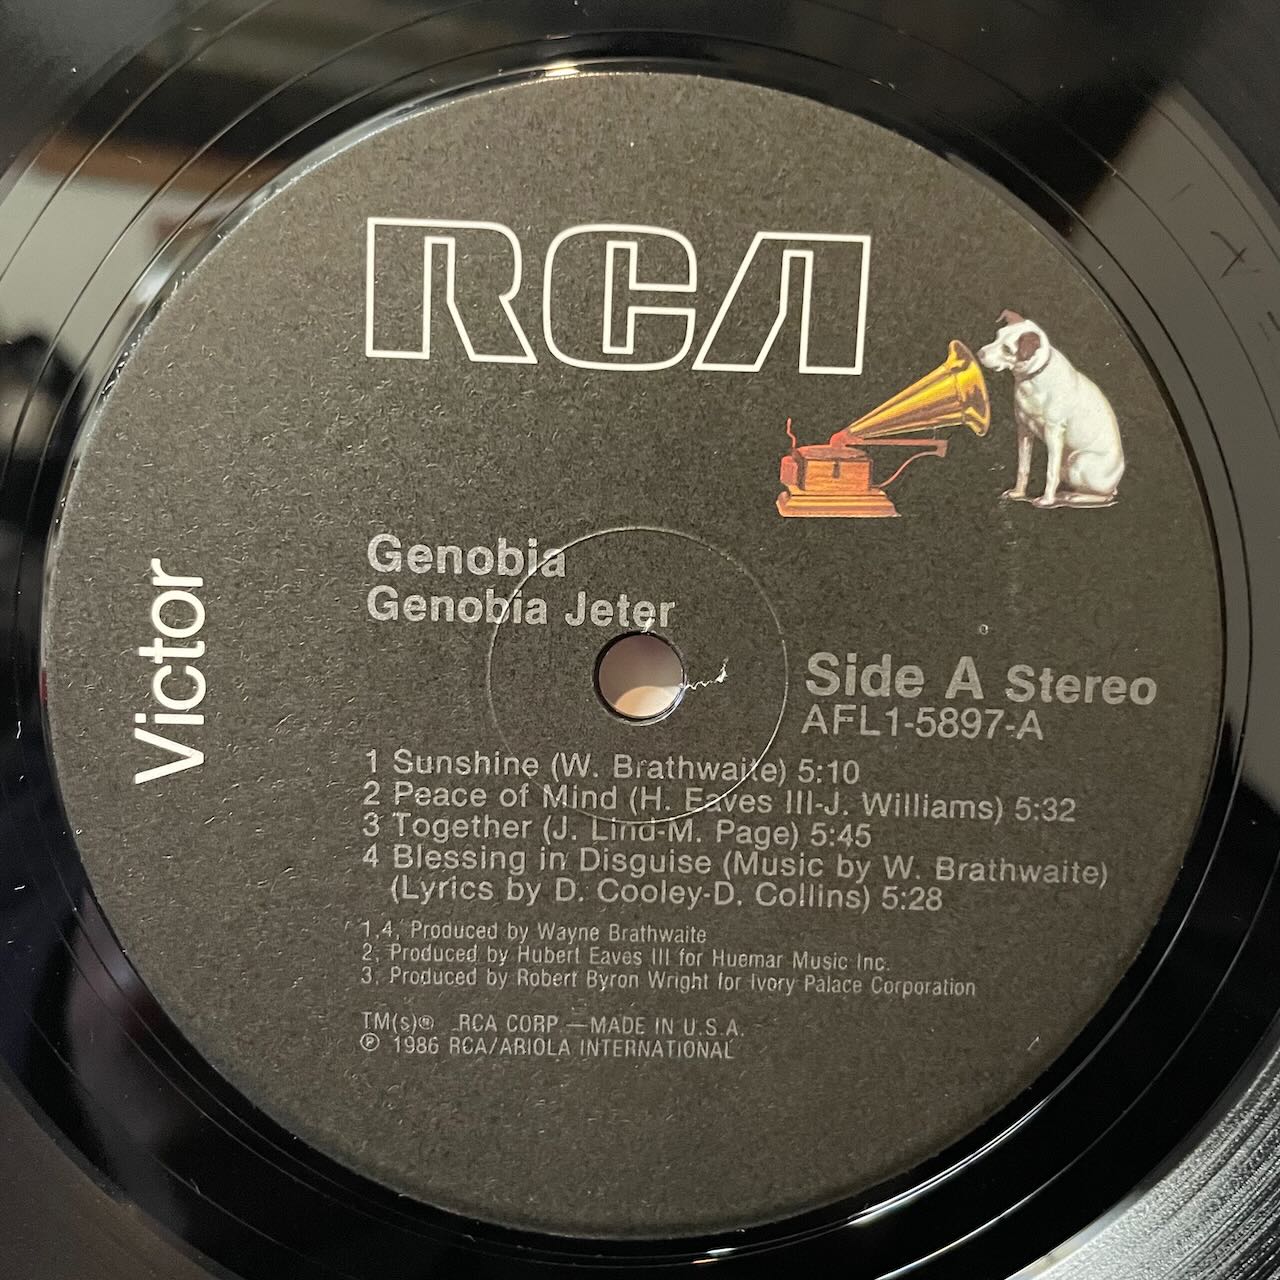 RCA
Victor
Genobia
Genobia Jeter
Side A Stereo
AFL1-5897-A
1 Sunshine (W. Brathwaite) 5:10
2 Peace of Mind (H. Eaves III-J. Williams) 5:32
3 Together (J. Lind-M. Page) 5:45
4 Blessing in Disguise (Music by W. Brathwaite)
(Lyrics by D. Cooley-D. Collins) 5:28
1,4, Produced by Wayne Brathwaite
2, Produced by Hubert Eaves III for Huemar Music Inc.
3, Produced by Robert Byron Wright for Ivory Palace Corporation
TM(s)® RCA CORP.—MADE IN U.S.A.
℗ 1986 RCA/ARIOLA INTERNATIONAL